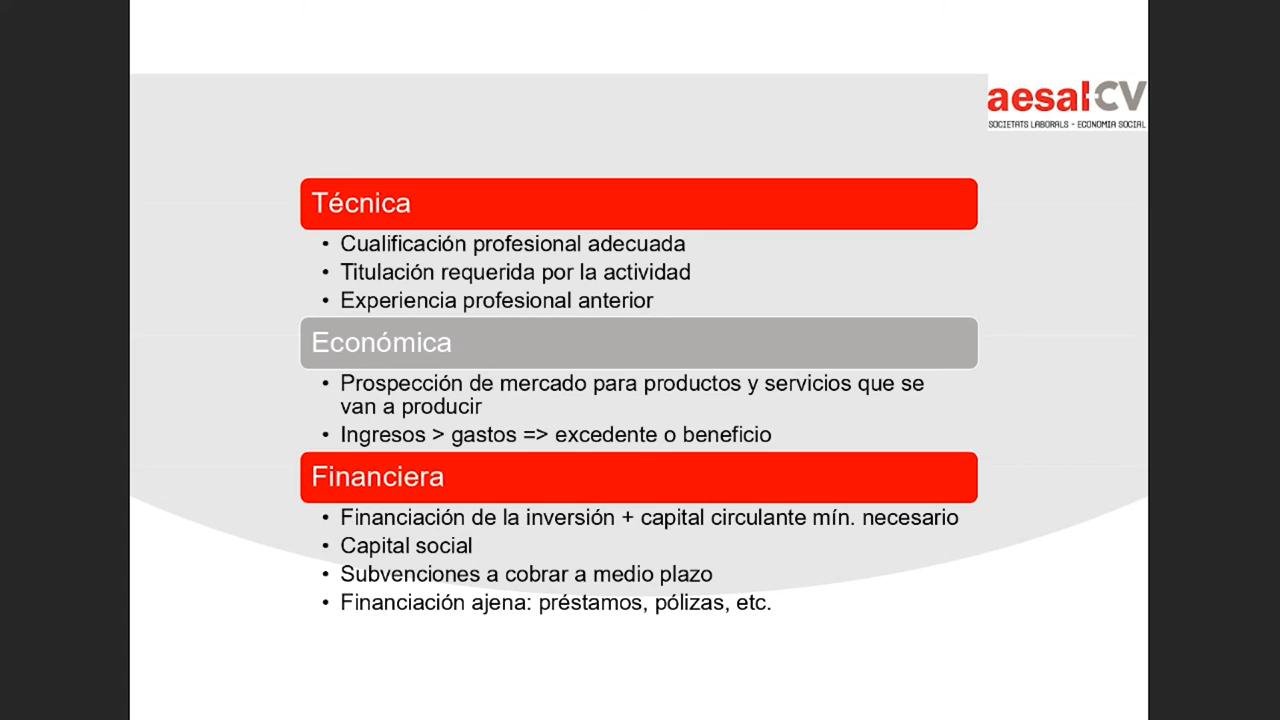 aesal+CV
SOCIETATS LABORALS - ECONOMIA SOCIAL
Técnica
• Cualificación profesional adecuada
• Titulación requerida por la actividad
• Experiencia profesional anterior
Económica
• Prospección de mercado para productos y servicios que se
van a producir
• Ingresos > gastos => excedente o beneficio
Financiera
• Financiación de la inversión + capital circulante mín. necesario
• Capital social
• Subvenciones a cobrar a medio plazo
• Financiación ajena: préstamos, pólizas, etc.